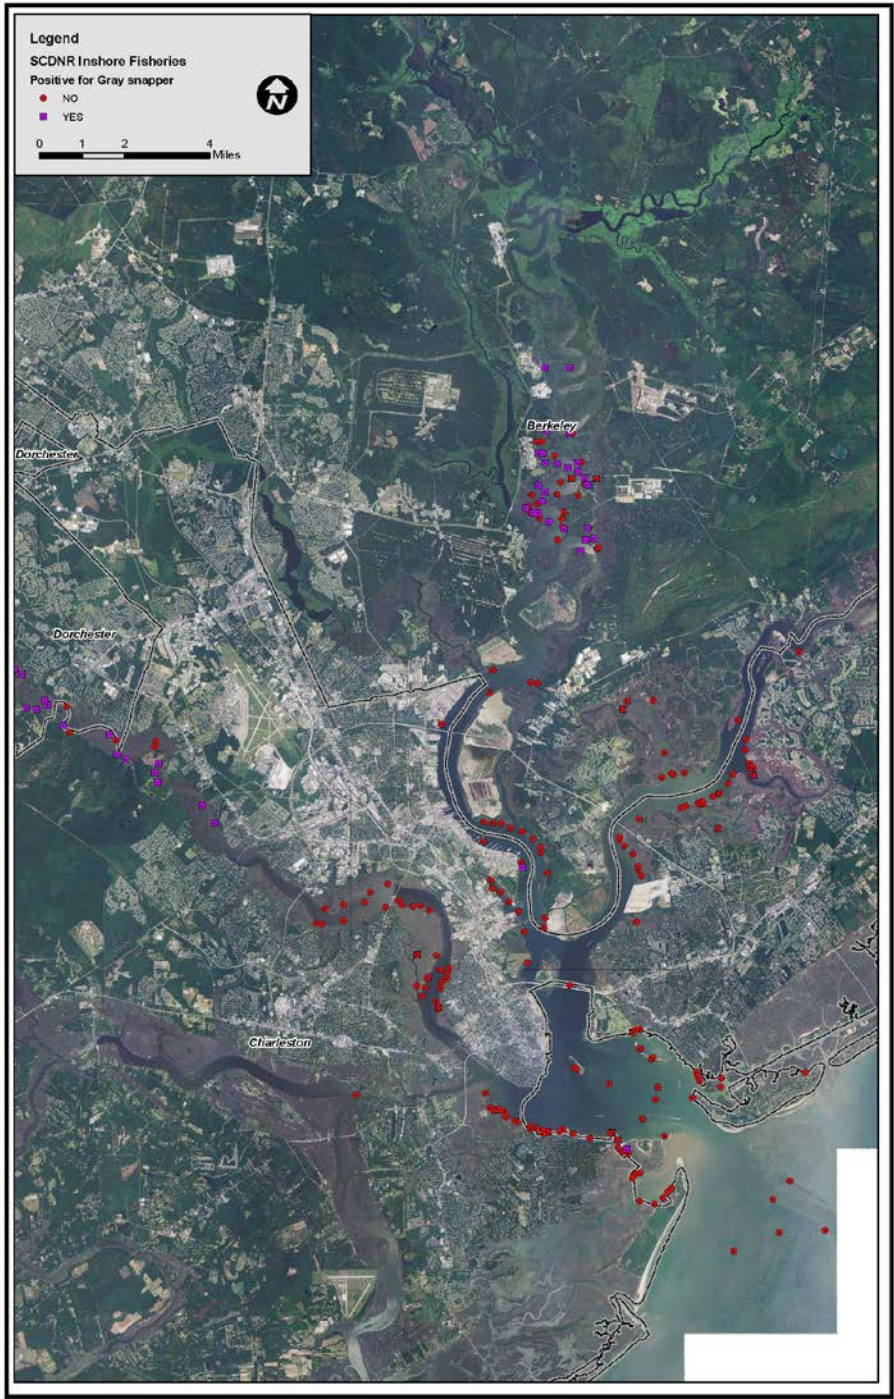 Legend
SCDNR Inshore Fisheries
Positive for Gray snapper
NO
YES
N
0 1 2 4
Miles
Berkeley
Dorchester
Dorchester
Charleston